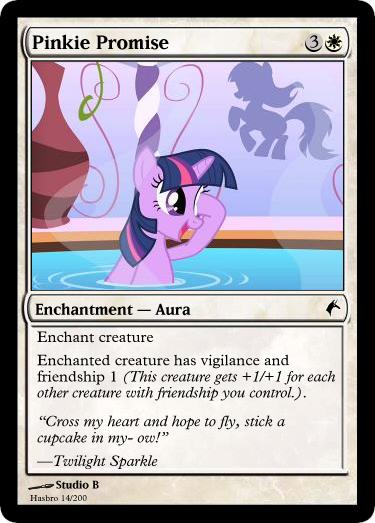 Pinkie Promise 3
Enchantment — Aura
Enchant creature
Enchanted creature has vigilance and
friendship 1 (This creature gets +1/+1 for each
other creature with friendship you control.).
“Cross my heart and hope to fly, stick a
cupcake in my- ow!”
—Twilight Sparkle
Studio B
Hasbro 14/200